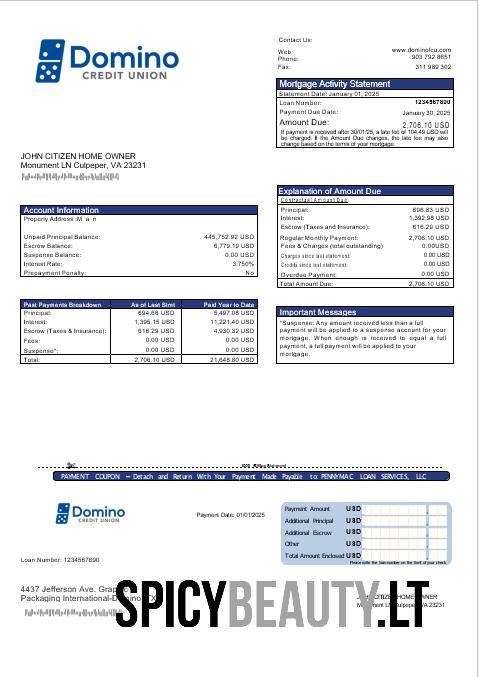 Domino
CREDIT UNION
Contact Us:
Web: www.dominofcu.com
Phone: 903 792 8651
Fax: 311 989 302
Mortgage Activity Statement
Statement Date: January 01, 2025
Loan Number: 1234567890
Payment Due Date: January 30, 2025
Amount Due: 2,706.10 USD
If payment is received after 30/01/25, a late fee of 104.49 USD will
be charged. If the Amount Due changes, the late fee may also
change based on the terms of your mortgage.
JOHN CITIZEN HOME OWNER
Monument LN Culpeper, VA 23231
Explanation of Amount Due
Contractual Amount Due
Principal: 696.83 USD
Interest: 1,392.98 USD
Escrow (Taxes and Insurance): 616.29 USD
Regular Monthly Payment: 2,706.10 USD
Fees & Charges (total outstanding) 0.00USD
Charges since last statement: 0.00 USD
Credits since last statement: 0.00 USD
Overdue Payment: 0.00 USD
Total Amount Due: 2,706.10 USD
Account Information
Property Address :M a n
Unpaid Principal Balance: 445,752.92 USD
Escrow Balance: 6,779.19 USD
Suspense Balance: 0.00 USD
Interest Rate: 3.750%
Prepayment Penalty: No
Past Payments Breakdown As of Last Stmt Paid Year to Date
Principal: 694.66 USD 5,497.08 USD
Interest: 1,395.15 USD 11,221.40 USD
Escrow (Taxes & Insurance): 616.29 USD 4,930.32 USD
Fees: 0.00 USD 0.00 USD
Suspense*: 0.00 USD 0.00 USD
Total: 2,706.10 USD 21,648.80 USD
Important Messages
*Suspense: Any amount received less than a full
payment will be applied to a suspense account for your
mortgage. When enough is received to equal a full
payment, a full payment will be applied to your
mortgage.
PAYMENT COUPON – Detach and Return With Your Payment Made Payable to: PENNYMAC LOAN SERVICES, LLC
Domino
CREDIT UNION
Payment Date: 01/01/2025
Payment Amount USD
Additional Principal USD
Additional Escrow USD
Other USD
Total Amount Enclosed USD
Please write the loan number on the front of your check
Loan Number: 1234567890
4437 Jefferson Ave.
Packaging International-Domino
SPICYBEAUTY.LT
Culpeper, VA 23231